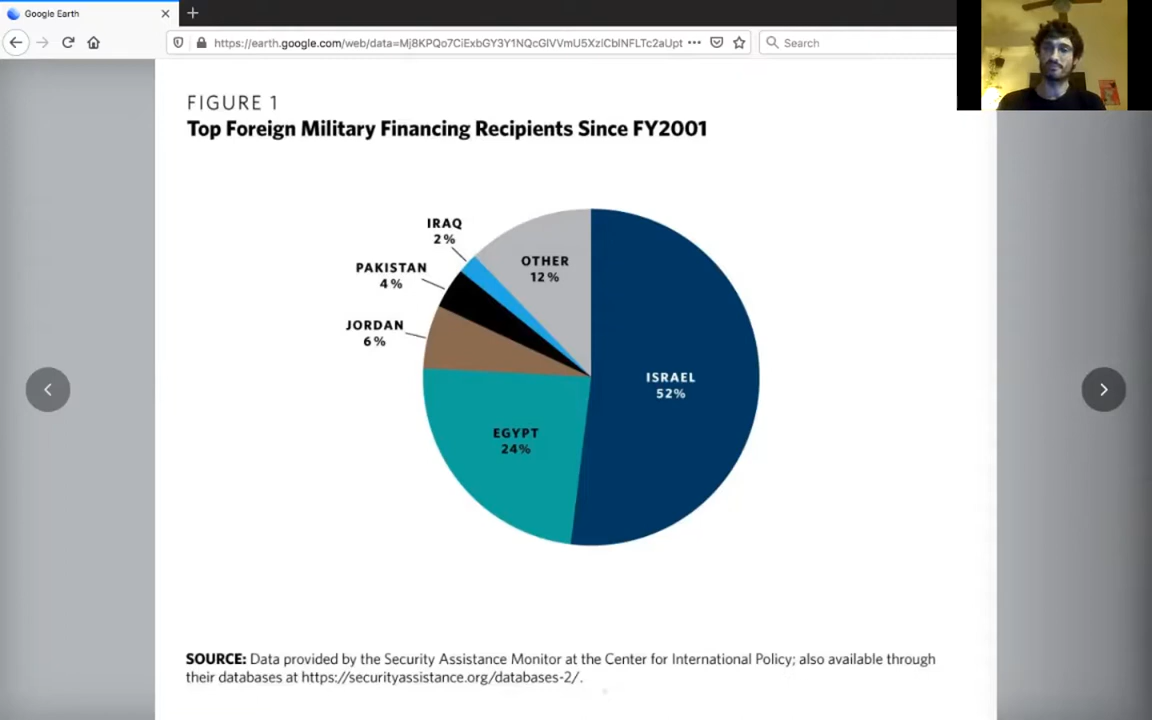 Google Earth
https://earth.google.com/web/data=Mj8KPQo7CiExbGY3Y1NQcGlVVmU5XzlCblNFLTc2aUpt
Search
FIGURE 1
Top Foreign Military Financing Recipients Since FY2001
IRAQ
2%
OTHER
12%
PAKISTAN
4%
JORDAN
6%
ISRAEL
52%
EGYPT
24%
SOURCE: Data provided by the Security Assistance Monitor at the Center for International Policy; also available through
their databases at https://securityassistance.org/databases-2/.